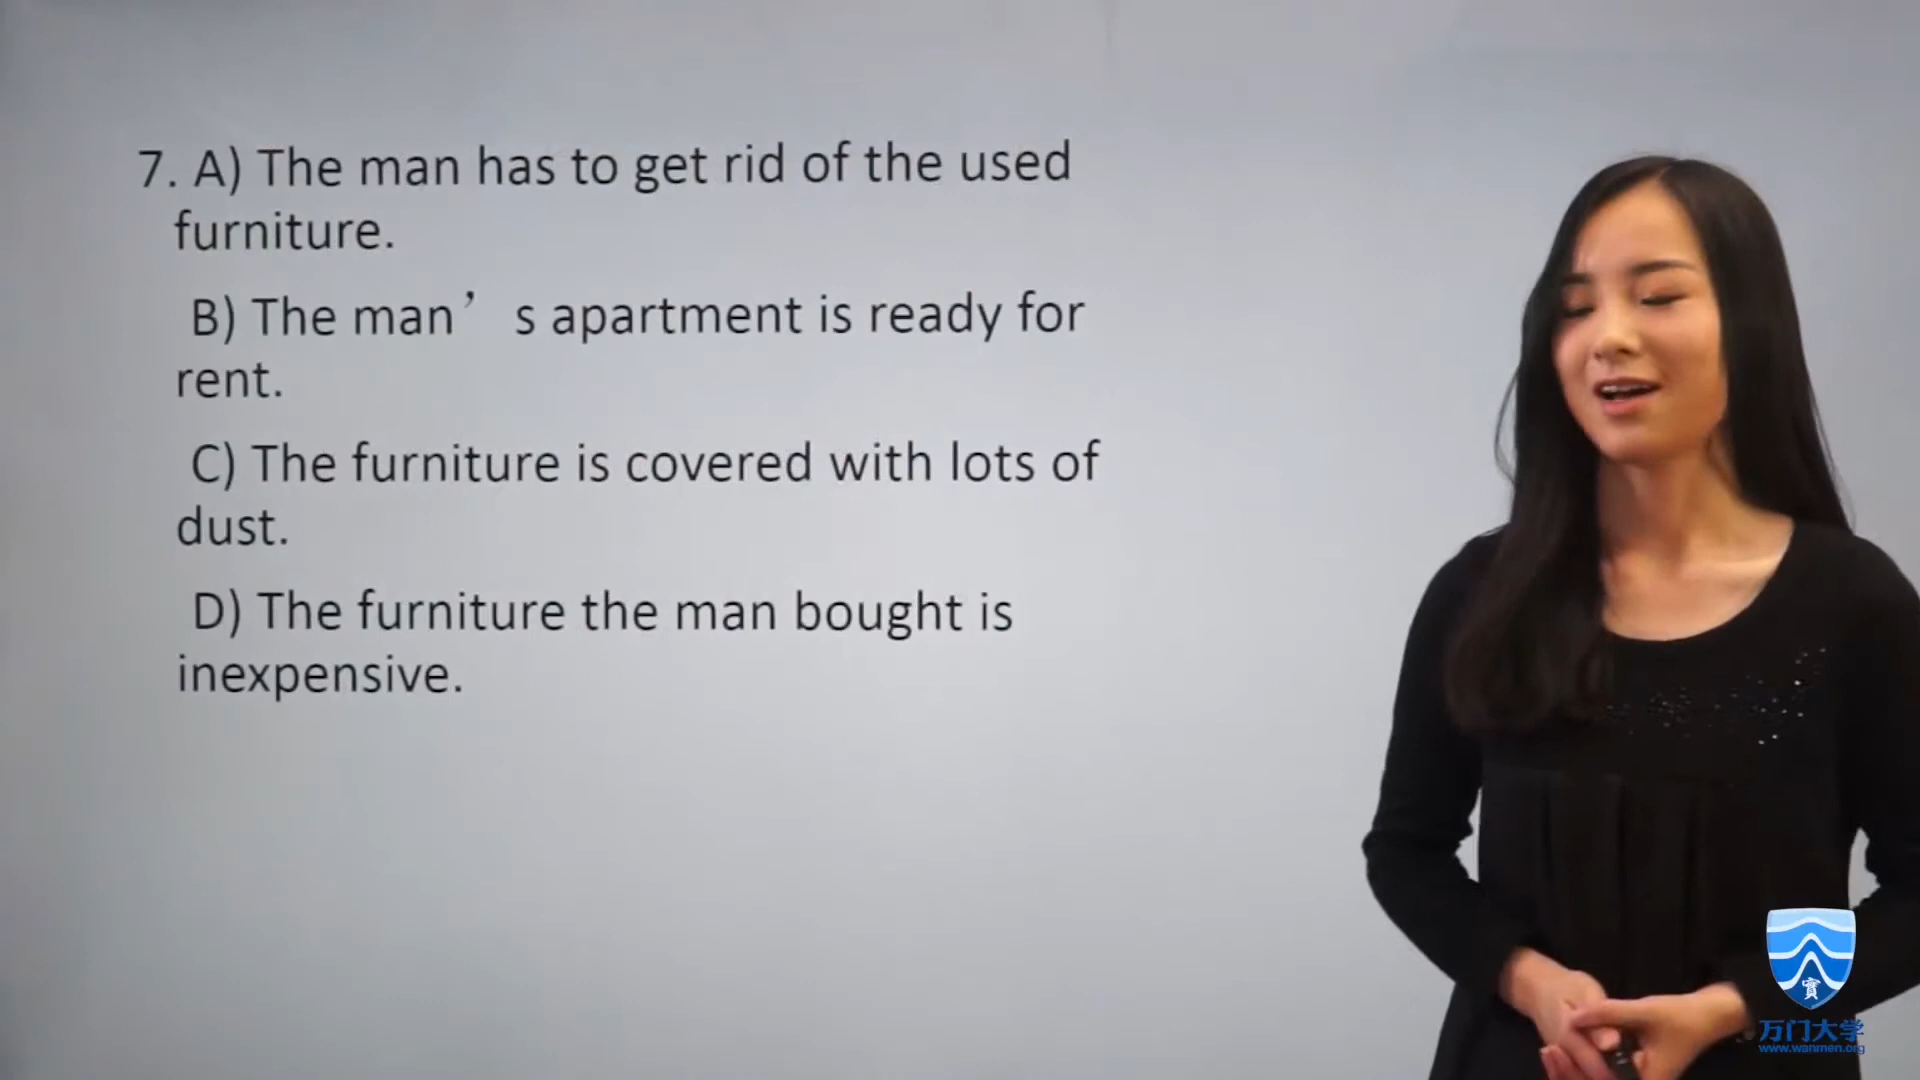 7. A) The man has to get rid of the used
furniture.
B) The man’ s apartment is ready for
rent.
C) The furniture is covered with lots of
dust.
D) The furniture the man bought is
inexpensive.
實
万门大学
www.wanmen.org